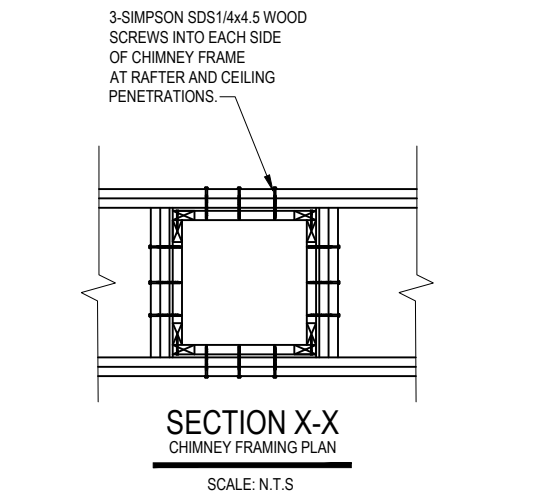 3-SIMPSON SDS1/4x4.5 WOOD
SCREWS INTO EACH SIDE
OF CHIMNEY FRAME
AT RAFTER AND CEILING
PENETRATIONS.
SECTION X-X
CHIMNEY FRAMING PLAN
SCALE: N.T.S